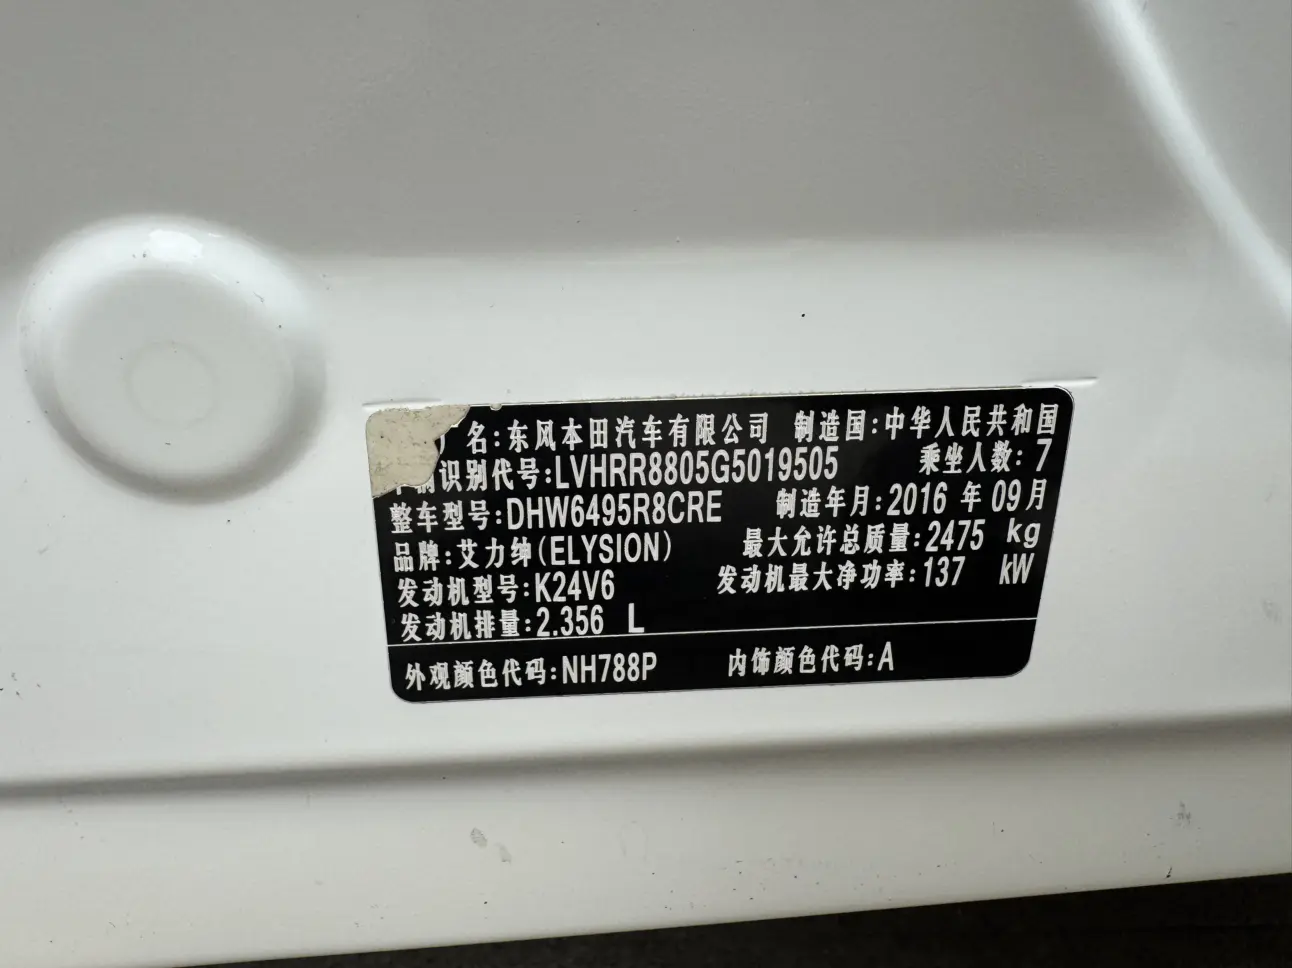 名:东风本田汽车有限公司 制造国:中华人民共和国
识别代号:LVHRR8805G5019505 乘坐人数:7
整车型号:DHW6495R8CRE 制造年月:2016 年 09月
品牌:艾力绅(ELYSION) 最大允许总质量:2475 kg
发动机型号:K24V6 发动机最大净功率:137 kW
发动机排量:2.356 L
外观颜色代码:NH788P 内饰颜色代码:A